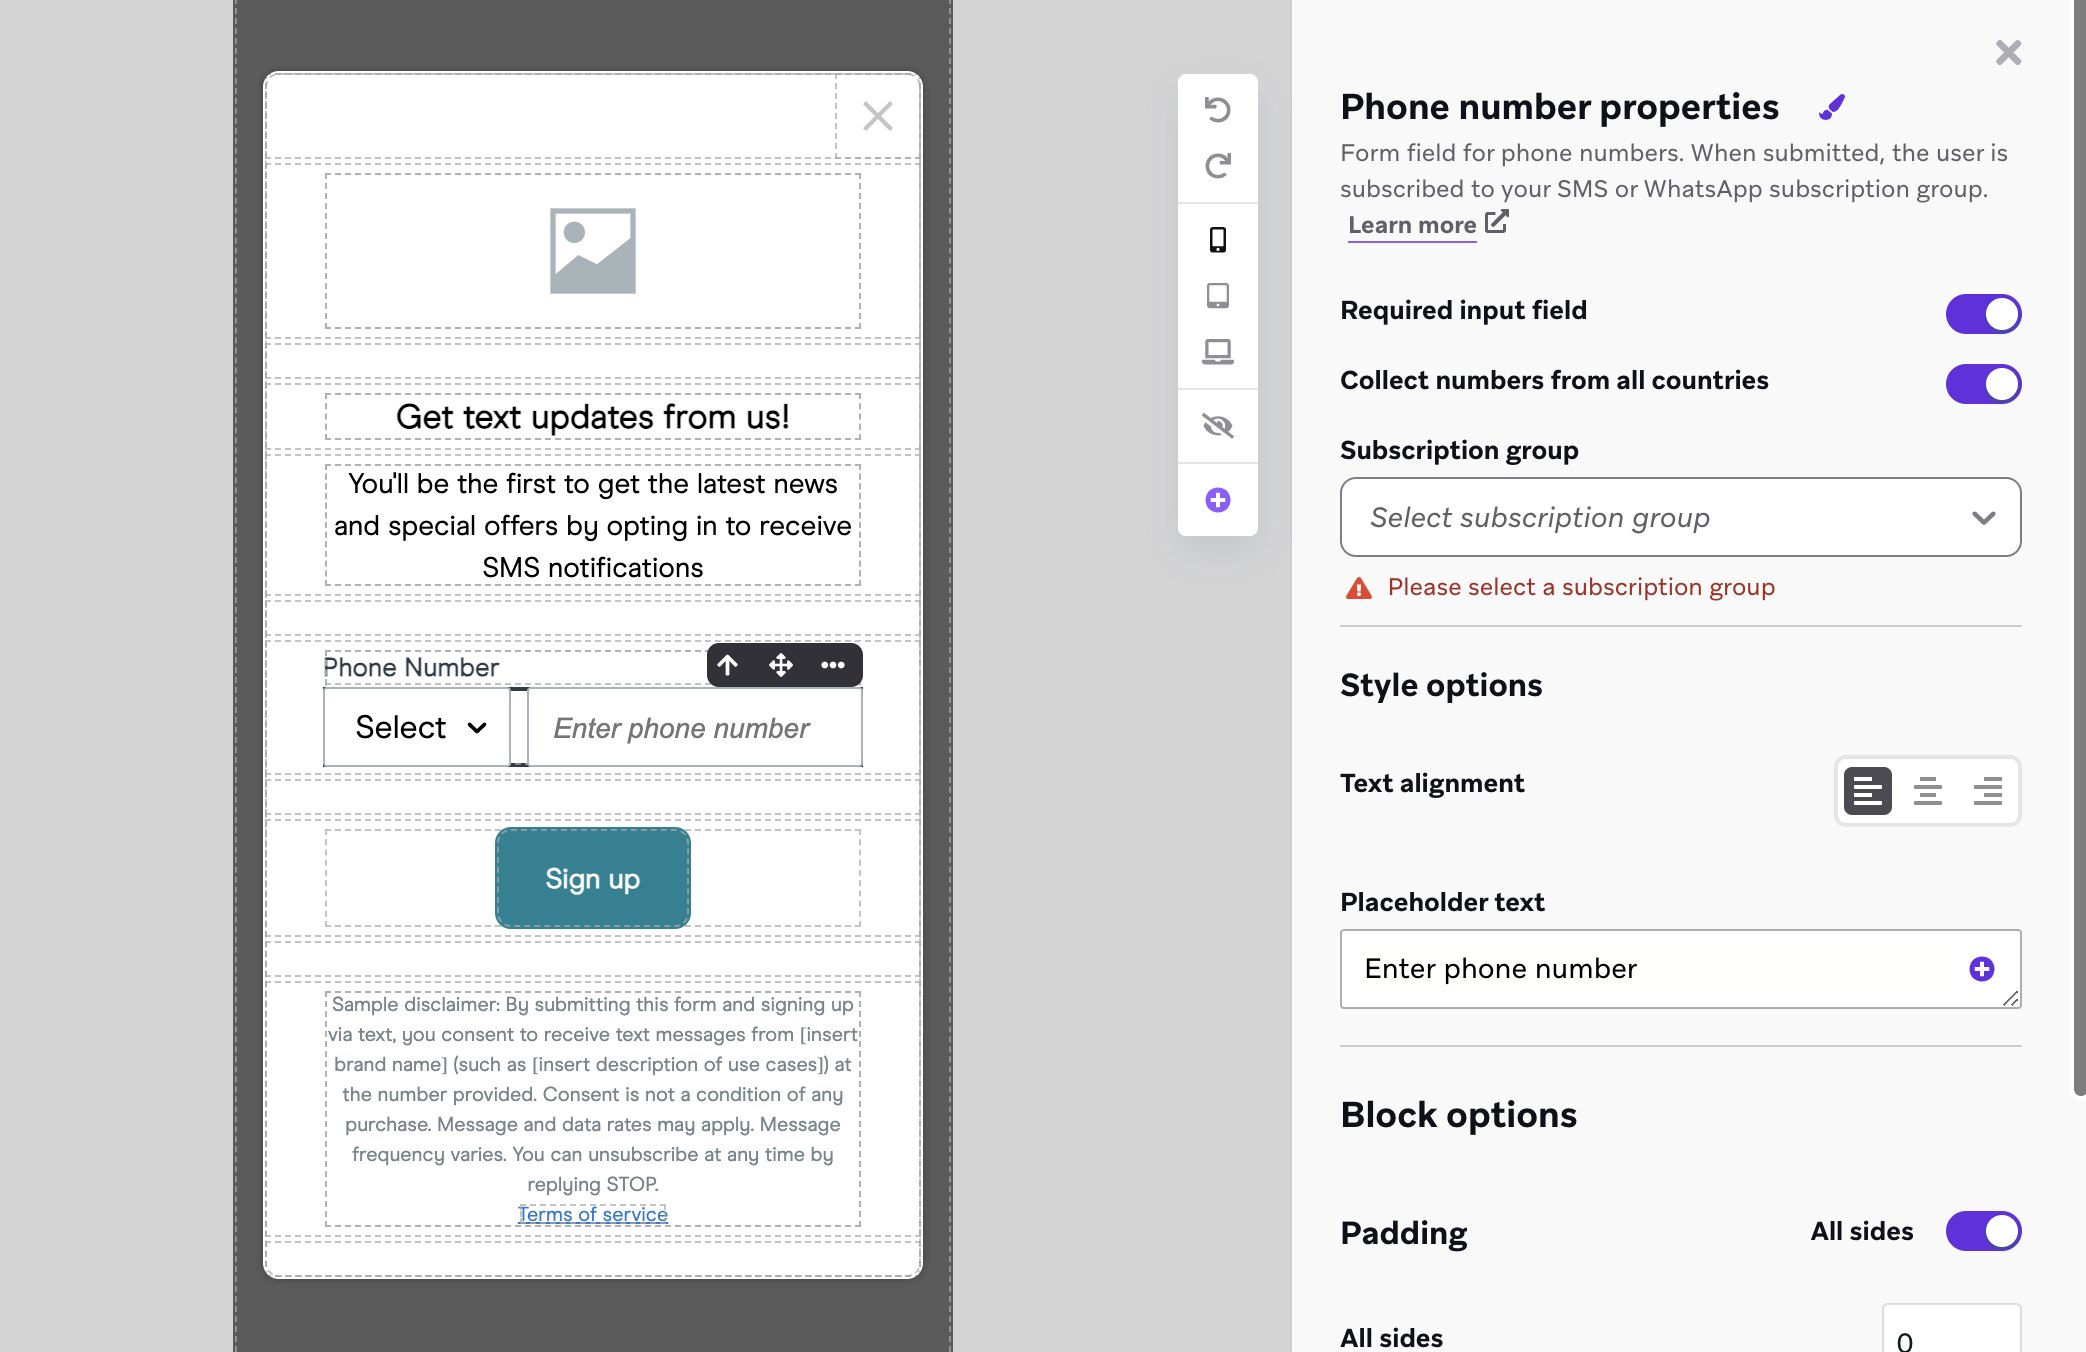 Get text updates from us!
You'll be the first to get the latest news
and special offers by opting in to receive
SMS notifications
Phone Number
Select
Enter phone number
Sign up
Sample disclaimer: By submitting this form and signing up
via text, you consent to receive text messages from [insert
brand name] (such as [insert description of use cases]) at
the number provided. Consent is not a condition of any
purchase. Message and data rates may apply. Message
frequency varies. You can unsubscribe at any time by
replying STOP.
Terms of service
Phone number properties
Form field for phone numbers. When submitted, the user is
subscribed to your SMS or WhatsApp subscription group.
Learn more
Required input field
Collect numbers from all countries
Subscription group
Select subscription group
Please select a subscription group
Style options
Text alignment
Placeholder text
Enter phone number
Block options
Padding
All sides
All sides
0